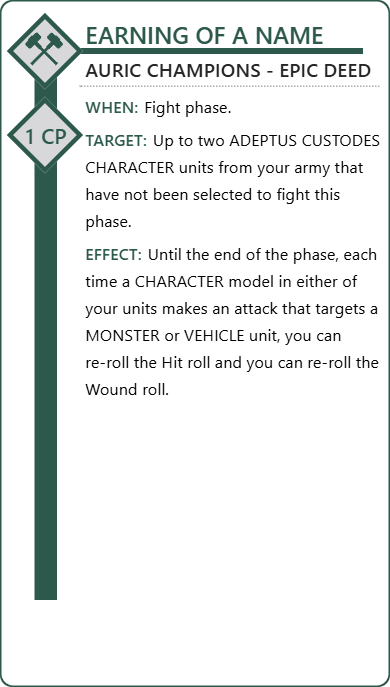 EARNING OF A NAME
AURIC CHAMPIONS - EPIC DEED
1 CP
WHEN: Fight phase.
TARGET: Up to two ADEPTUS CUSTODES
CHARACTER units from your army that
have not been selected to fight this
phase.
EFFECT: Until the end of the phase, each
time a CHARACTER model in either of
your units makes an attack that targets a
MONSTER or VEHICLE unit, you can
re-roll the Hit roll and you can re-roll the
Wound roll.